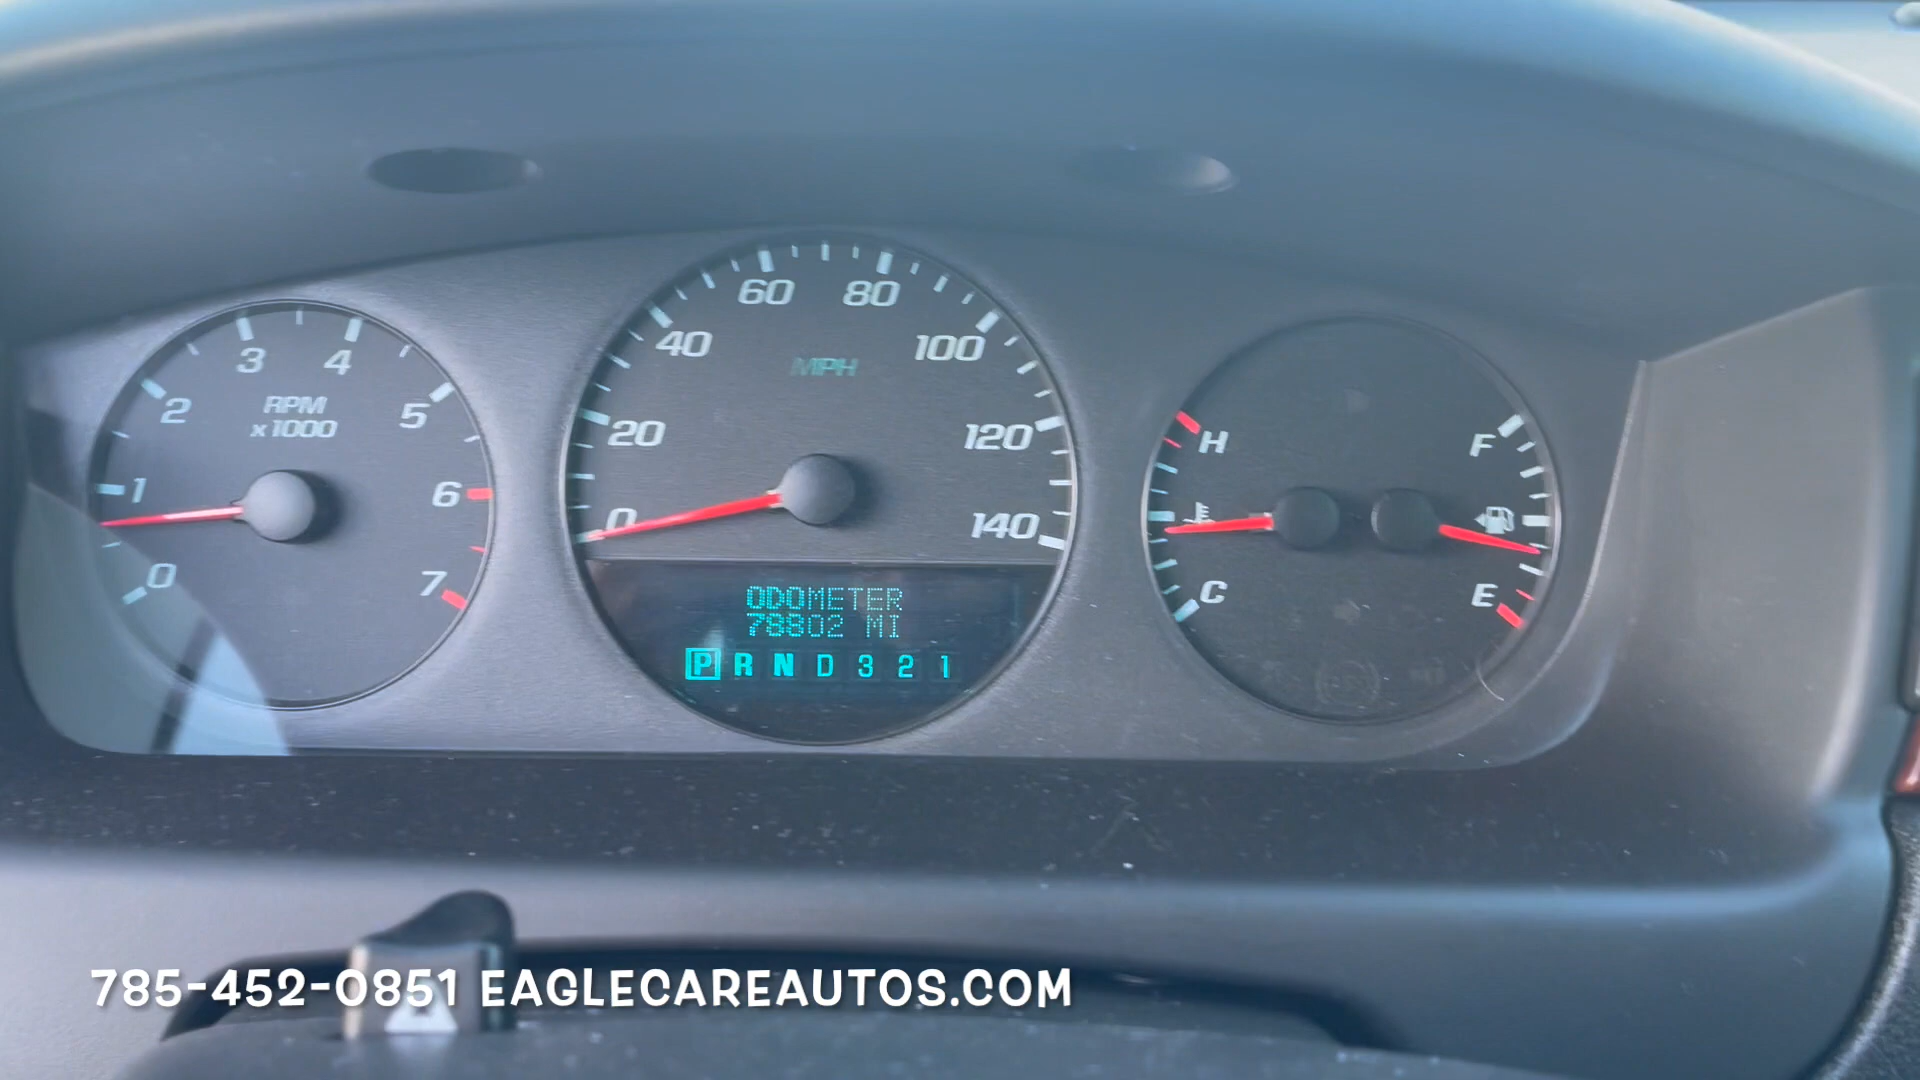 60 80
40 100
3 4
MPH
2 5
RPM
x1000
20 120
H F
1 6
0 140
0 7
C E
ODOMETER
78802 MI
P R N D 3 2 1
785-452-0851 EAGLECAREAUTOS.COM